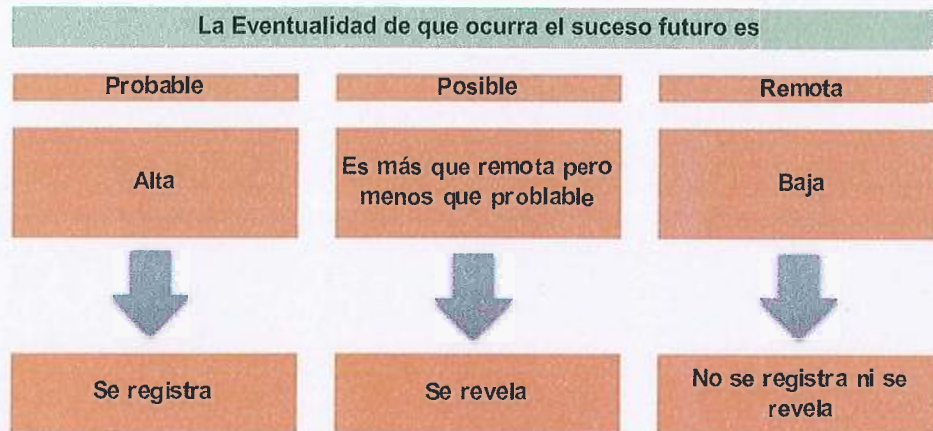 La Eventualidad de que ocurra el suceso futuro es
Probable
Posible
Remota
Alta
Es más que remota pero
menos que problable
Baja
Se registra
Se revela
No se registra ni se
revela